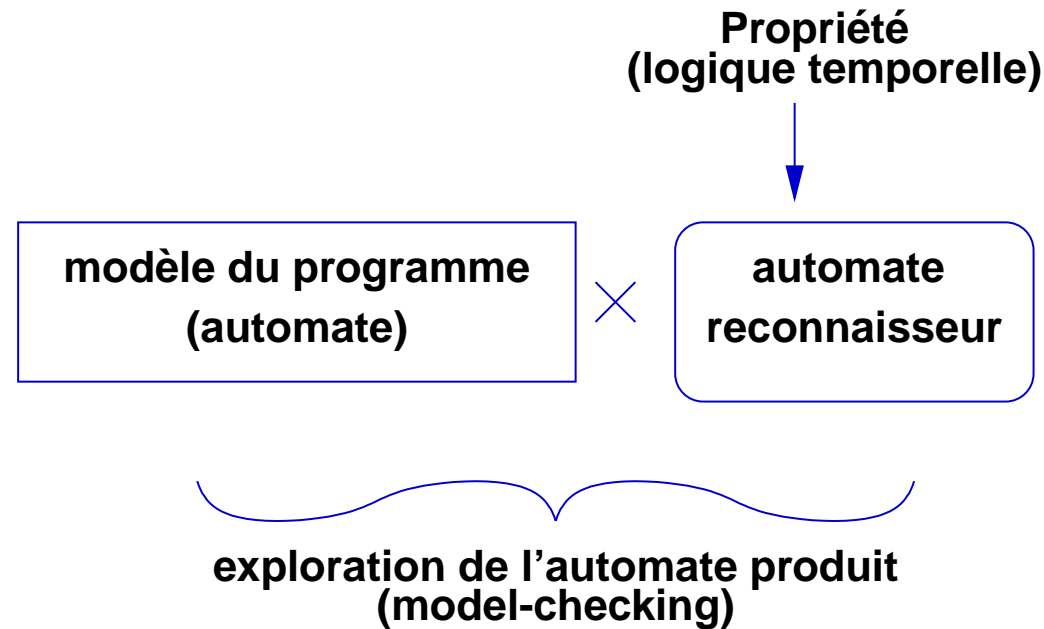 Propriété
(logique temporelle)
modèle du programme
(automate)
automate
reconnaisseur
exploration de l'automate produit
(model-checking)